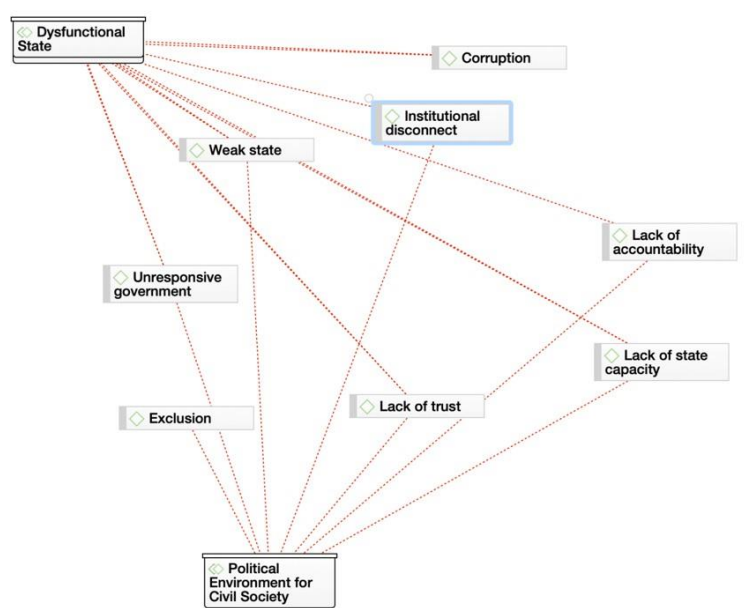 Dysfunctional
State
Corruption
Institutional
disconnect
Weak state
Lack of
accountability
Unresponsive
government
Lack of state
capacity
Lack of trust
Exclusion
Political
Environment for
Civil Society